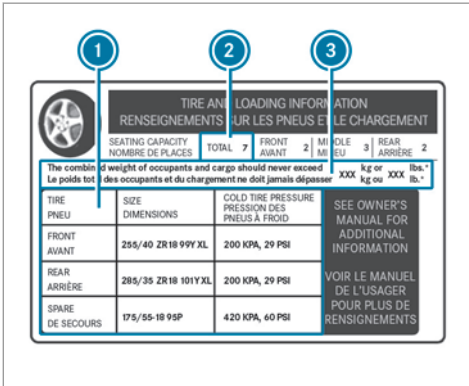 1 2 3
TIRE AND LOADING INFORMATION
RENSEIGNEMENTS SUR LES PNEUS ET LE CHARGEMENT
SEATING CAPACITY TOTAL 7 FRONT 2 MIDDLE 3 REAR 2
NOMBRE DE PLACES AVANT MILIEU ARRIÈRE
The combined weight of occupants and cargo should never exceed XXX kg or XXX lbs.*
Le poids total des occupants et du chargement ne doit jamais dépasser kg ou lb.*
TIRE SIZE COLD TIRE PRESSURE
PNEU DIMENSIONS PRESSION DES
PNEUS À FROID
FRONT
AVANT 255/40 ZR18 99Y XL 200 KPA, 29 PSI
REAR
ARRIÈRE 285/35 ZR18 101Y XL 200 KPA, 29 PSI
SPARE
DE SECOURS 175/55-18 95P 420 KPA, 60 PSI
SEE OWNER'S
MANUAL FOR
ADDITIONAL
INFORMATION
VOIR LE MANUEL
DE L'USAGER
POUR PLUS DE
RENSIGNEMENTS